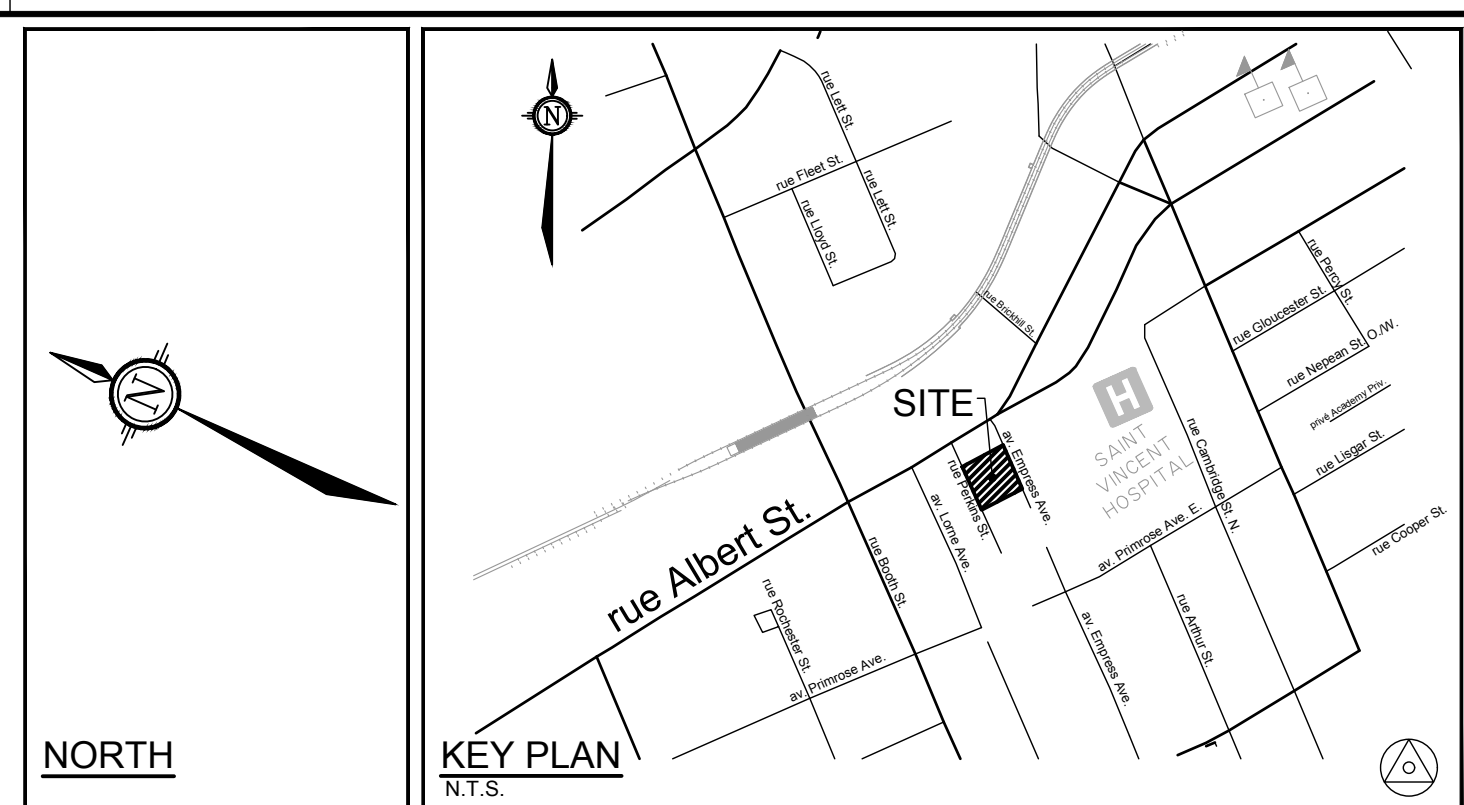 N
NORTH
N
rue Lett St.
rue Fleet St.
rue Lett St.
rue Lloyd St.
rue Brickhill St.
rue Percy St.
rue Gloucester St.
rue Nepean St. O./W.
privé Academy Priv.
rue Lisgar St.
rue Cooper St.
SITE
H
SAINT
VINCENT
HOSPITAL
rue Cambridge St. N.
av. Empress Ave.
rue Perkins St.
av. Lorne Ave.
av. Primrose Ave. E.
rue Albert St.
rue Booth St.
rue Rochester St.
av. Primrose Ave.
av. Empress Ave.
rue Arthur St.
KEY PLAN
N.T.S.